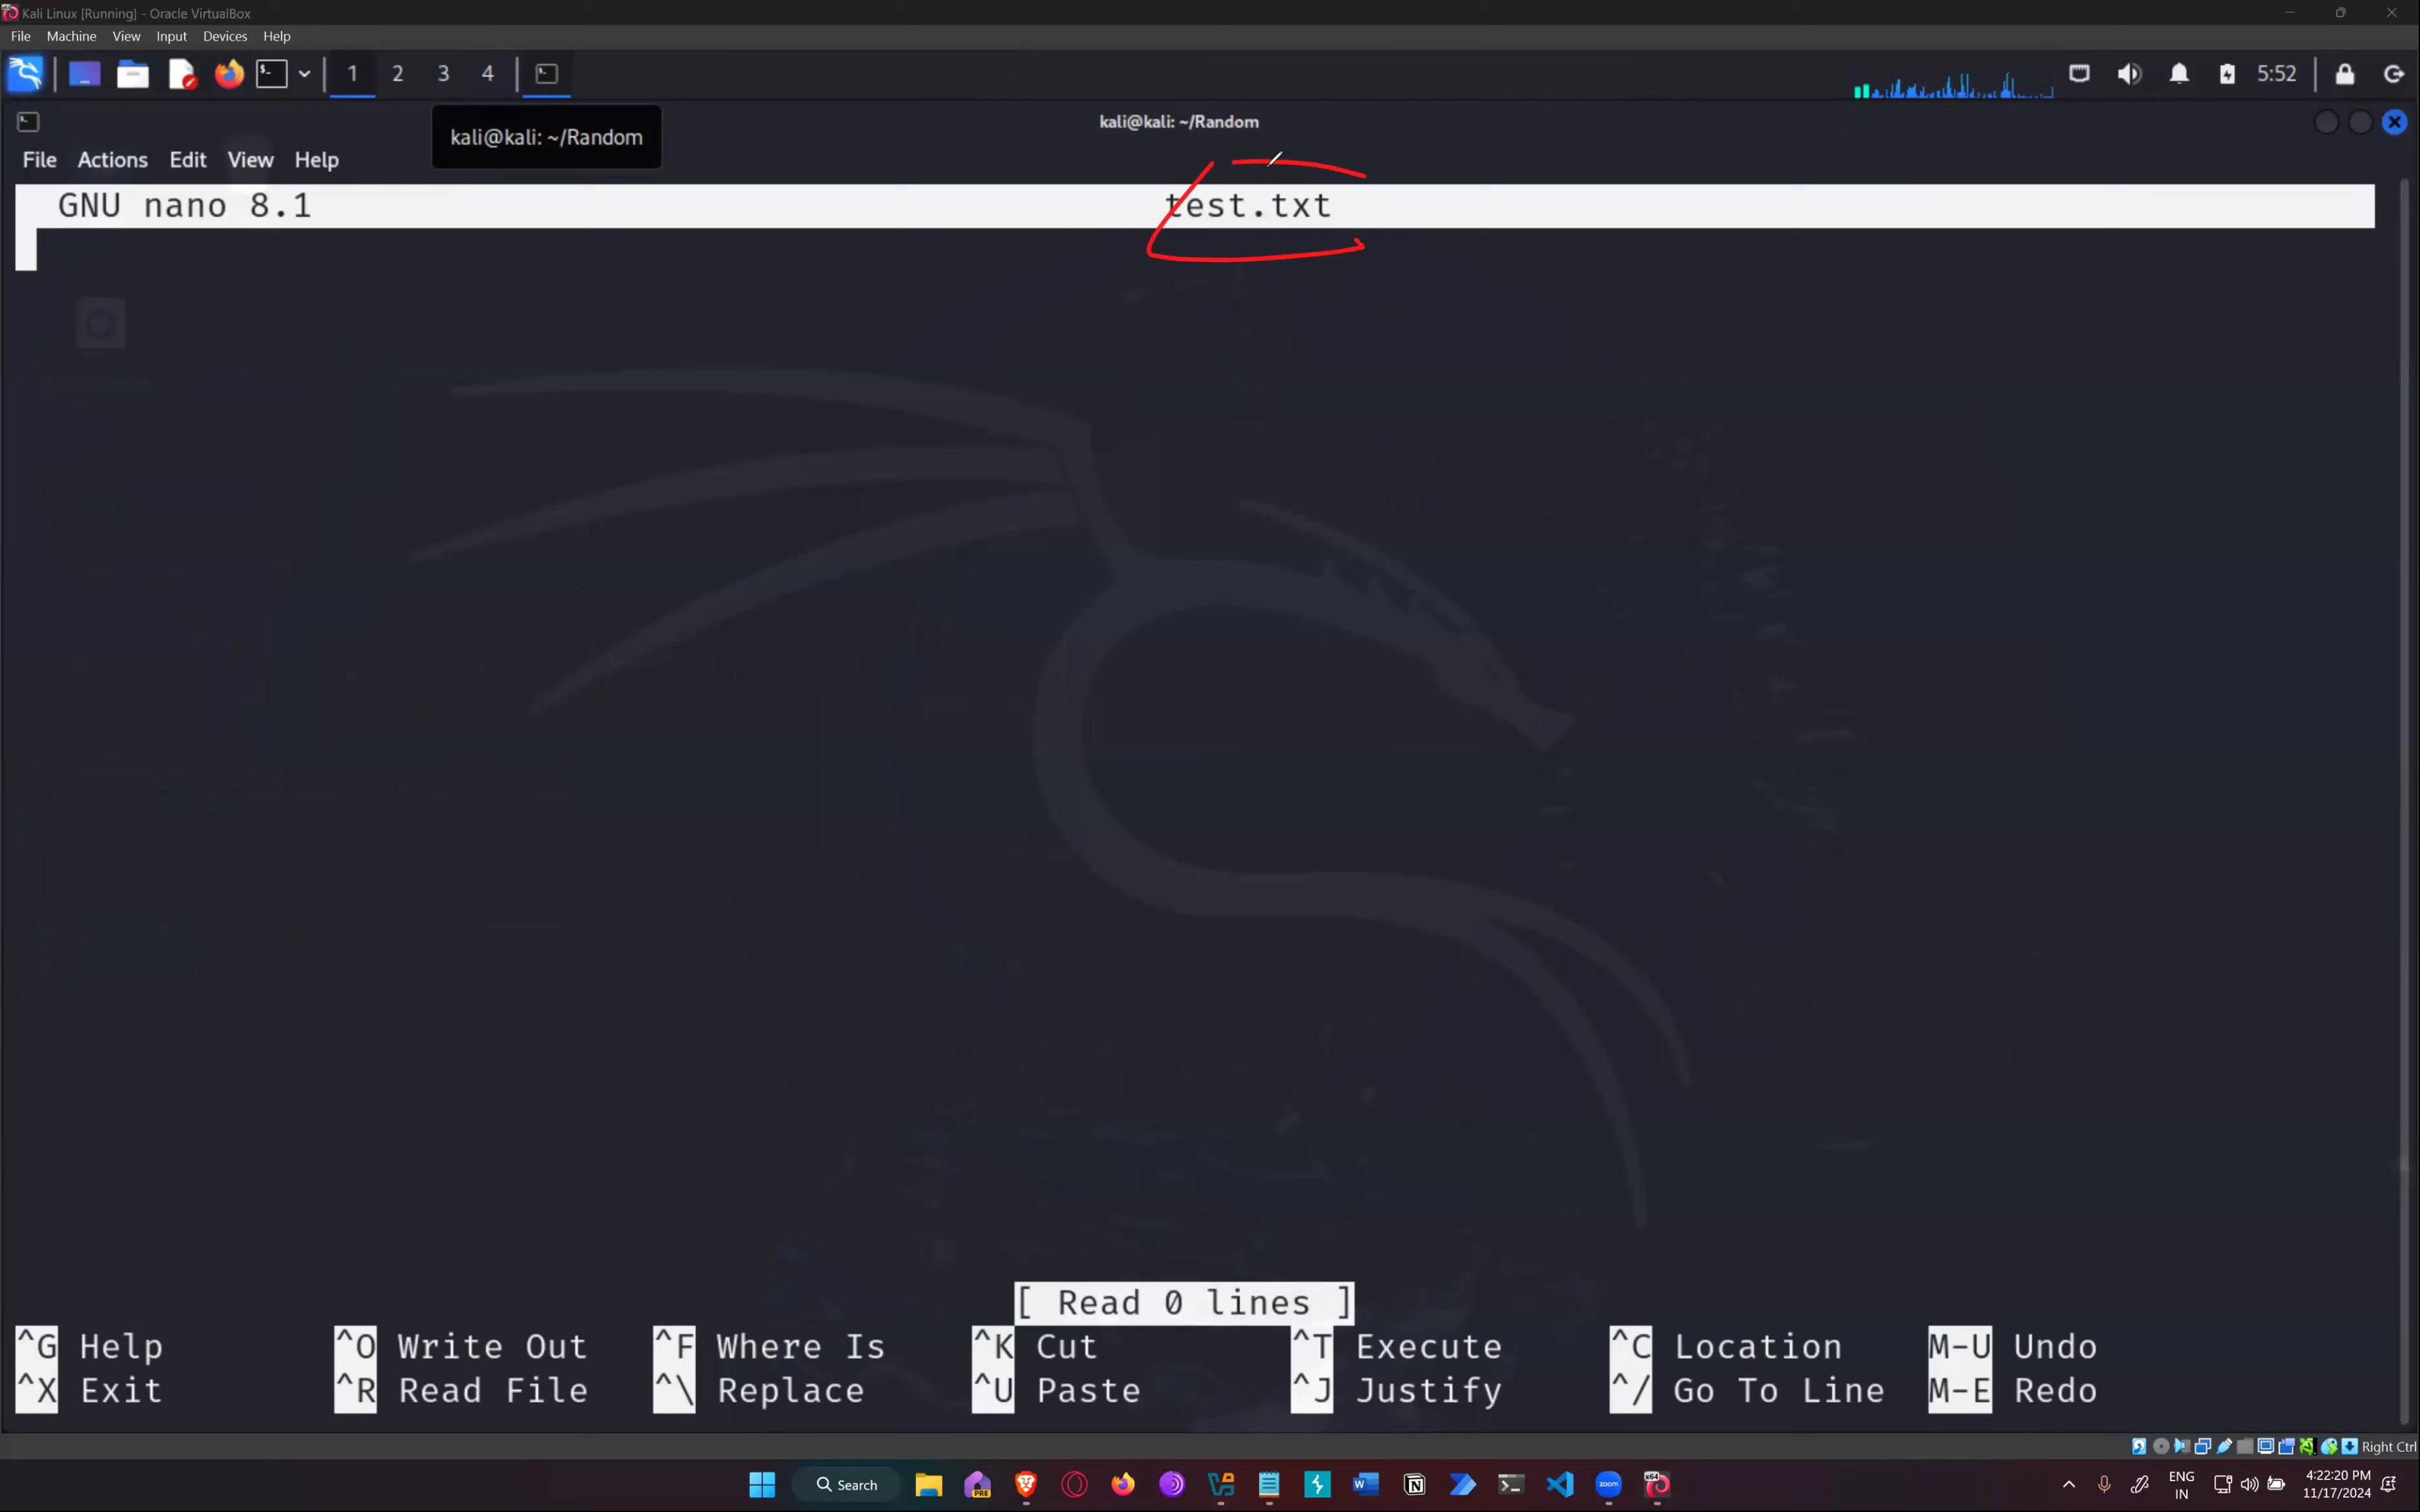 Kali Linux [Running] - Oracle VirtualBox
File Machine View Input Devices Help
1 2 3 4 5:52
kali@kali: ~/Random
kali@kali: ~/Random
File Actions Edit View Help
GNU nano 8.1 test.txt
[ Read 0 lines ]
^G Help ^O Write Out ^F Where Is ^K Cut ^T Execute ^C Location M-U Undo
^X Exit ^R Read File ^\ Replace ^U Paste ^J Justify ^/ Go To Line M-E Redo
Right Ctrl
Search
PRE
zoom
ENG
IN
4:22:20 PM
11/17/2024